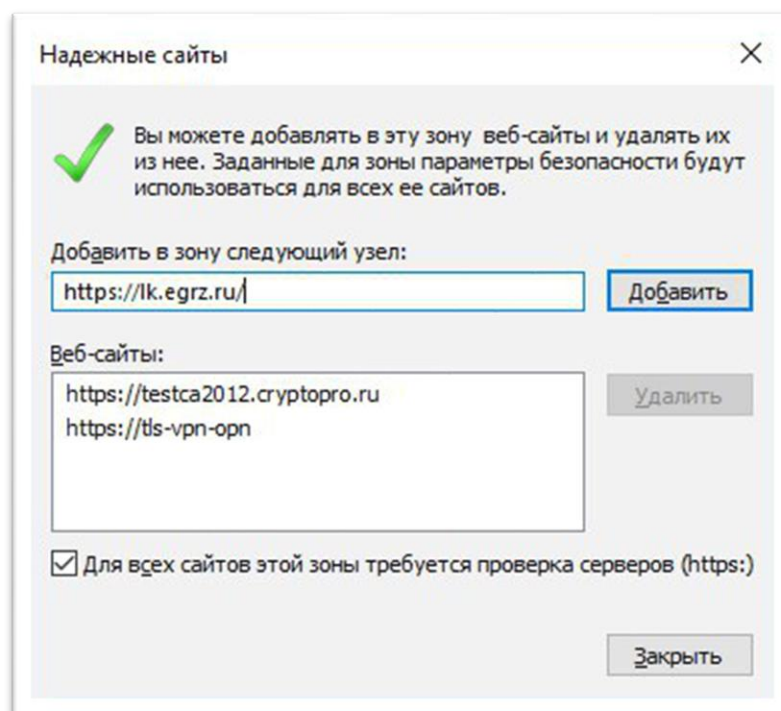 Надежные сайты
Вы можете добавлять в эту зону веб-сайты и удалять их
из нее. Заданные для зоны параметры безопасности будут
использоваться для всех ее сайтов.
Добавить в зону следующий узел:
https://lk.egrz.ru/
Добавить
Веб-сайты:
https://testca2012.cryptopro.ru
https://tls-vpn-opn
Удалить
Для всех сайтов этой зоны требуется проверка серверов (https:)
Закрыть